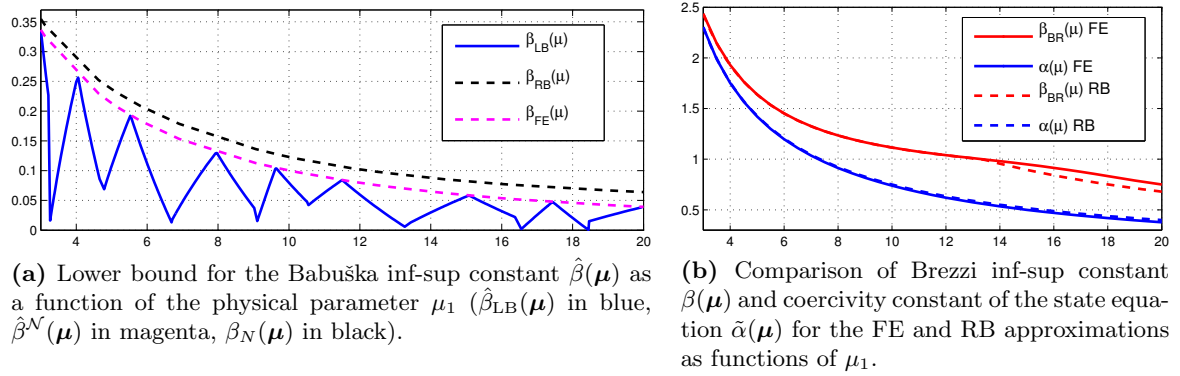 0.35
0.3
0.25
0.2
0.15
0.1
0.05
0
4 6 8 10 12 14 16 18 20
β_LB(μ)
β_RB(μ)
β_FE(μ)
(a) Lower bound for the Babuška inf-sup constant β̂(μ) as
a function of the physical parameter μ₁ (β̂_LB(μ) in blue,
β̂^𝒩(μ) in magenta, β_N(μ) in black).
2.5
2
1.5
1
0.5
4 6 8 10 12 14 16 18 20
β_BR(μ) FE
α(μ) FE
β_BR(μ) RB
α(μ) RB
(b) Comparison of Brezzi inf-sup constant
β(μ) and coercivity constant of the state equa-
tion α̃(μ) for the FE and RB approximations
as functions of μ₁.